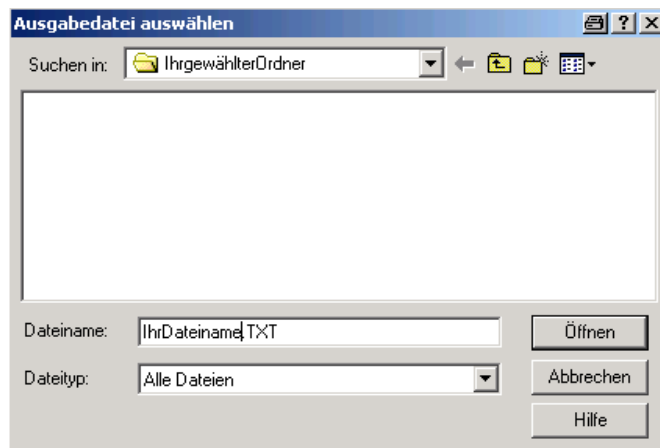 Ausgabedatei auswählen
Suchen in: IhrgewählterOrdner
Dateiname: IhrDateiname.TXT Öffnen
Dateityp: Alle Dateien Abbrechen
Hilfe